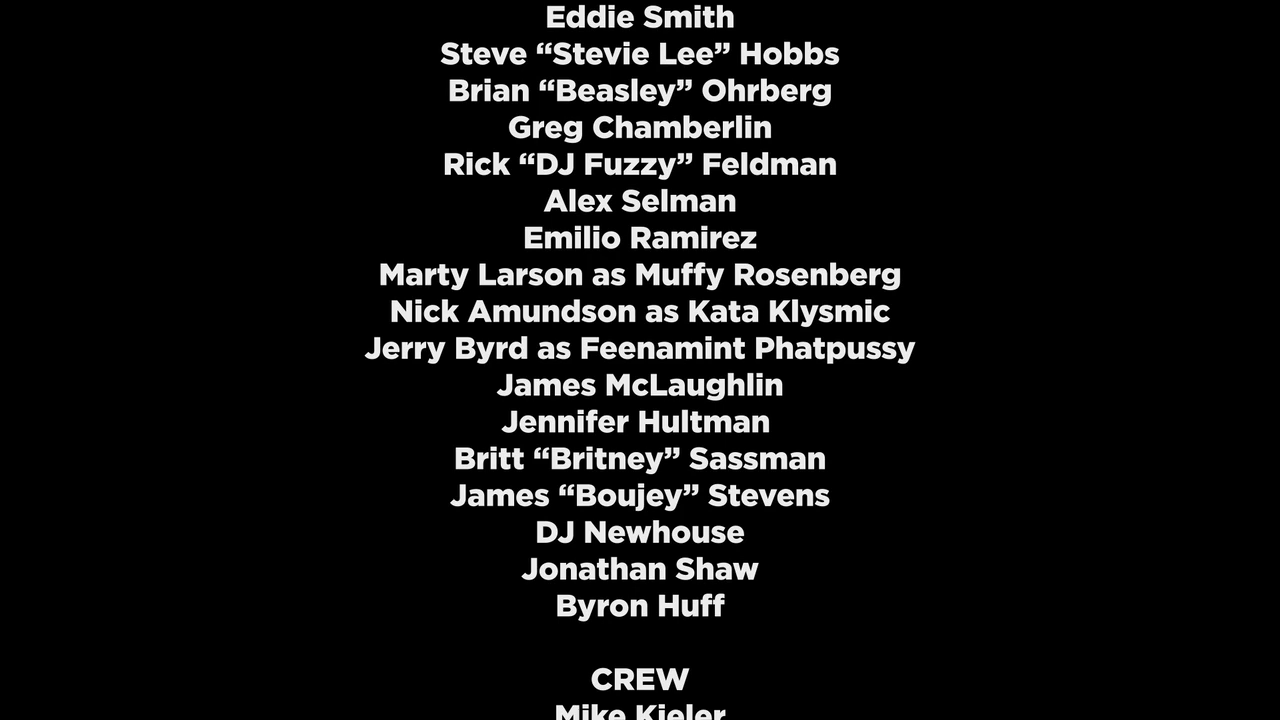 Eddie Smith
Steve “Stevie Lee” Hobbs
Brian “Beasley” Ohrberg
Greg Chamberlin
Rick “DJ Fuzzy” Feldman
Alex Selman
Emilio Ramirez
Marty Larson as Muffy Rosenberg
Nick Amundson as Kata Klysmic
Jerry Byrd as Feenamint Phatpussy
James McLaughlin
Jennifer Hultman
Britt “Britney” Sassman
James “Boujey” Stevens
DJ Newhouse
Jonathan Shaw
Byron Huff
CREW
Mike Kieler